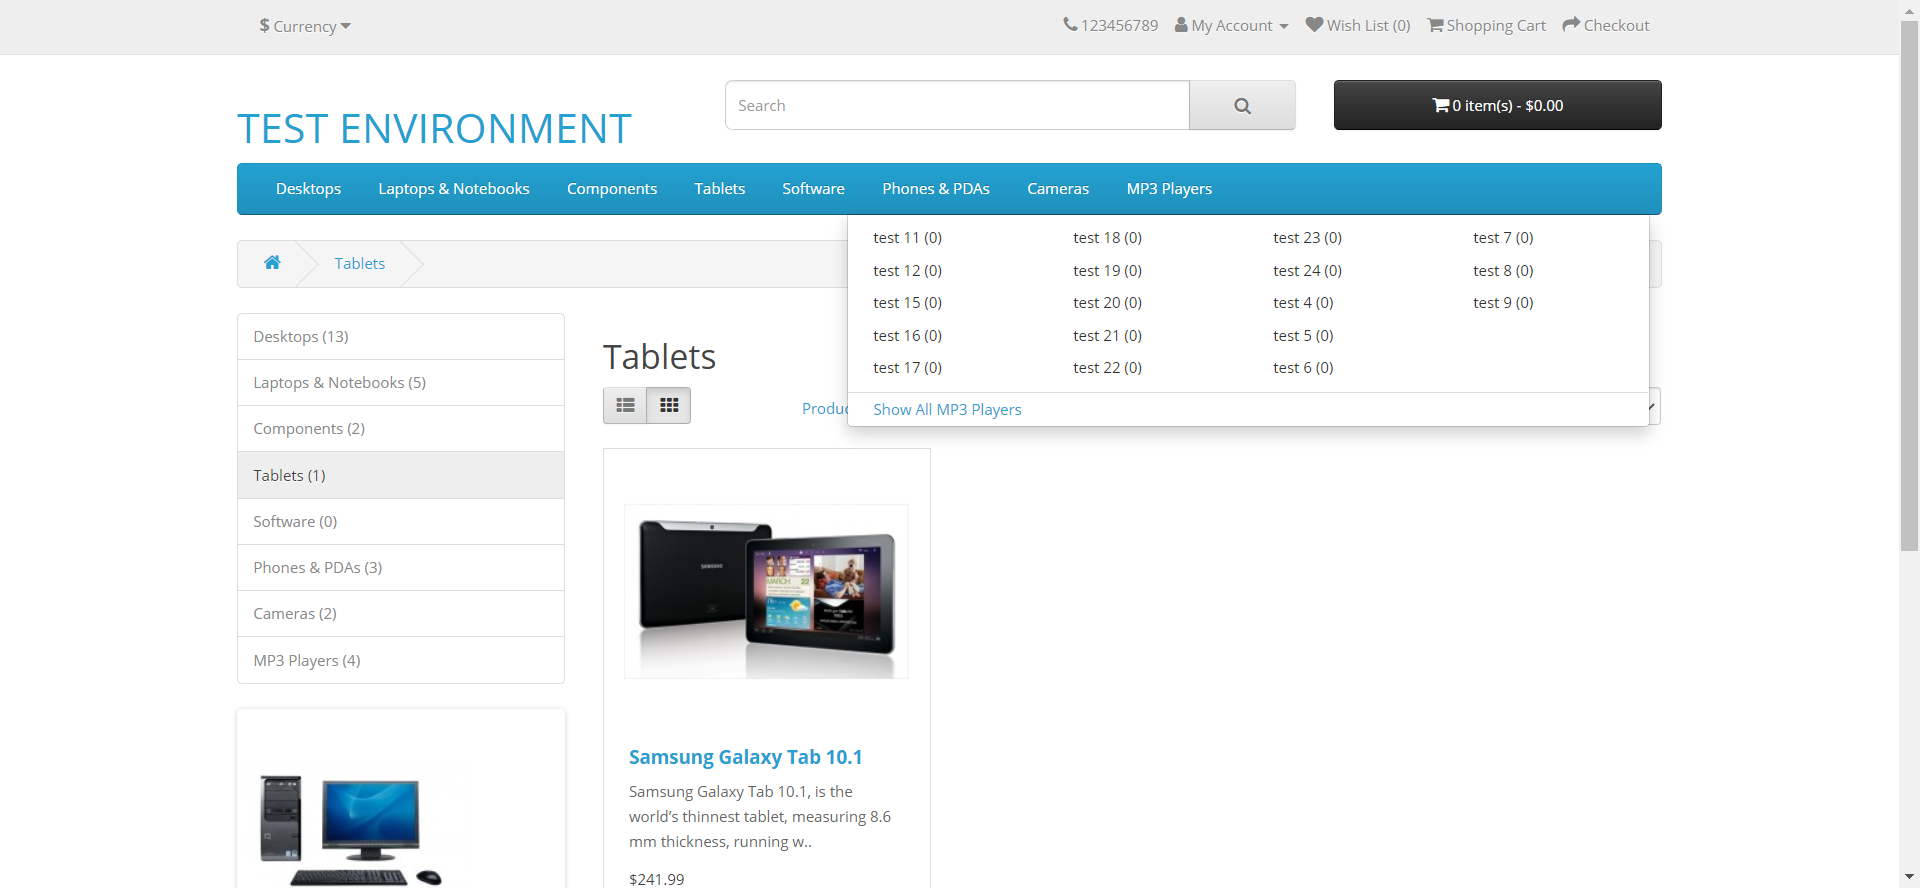 $ Currency
123456789 My Account Wish List (0) Shopping Cart Checkout
TEST ENVIRONMENT
Search
0 item(s) - $0.00
Desktops Laptops & Notebooks Components Tablets Software Phones & PDAs Cameras MP3 Players
test 11 (0) test 18 (0) test 23 (0) test 7 (0)
test 12 (0) test 19 (0) test 24 (0) test 8 (0)
test 15 (0) test 20 (0) test 4 (0) test 9 (0)
test 16 (0) test 21 (0) test 5 (0)
test 17 (0) test 22 (0) test 6 (0)
Show All MP3 Players
Tablets
Desktops (13)
Laptops & Notebooks (5)
Components (2)
Tablets (1)
Software (0)
Phones & PDAs (3)
Cameras (2)
MP3 Players (4)
Tablets
SAMSUNG
MARCH 22
Samsung Galaxy Tab 10.1
Samsung Galaxy Tab 10.1, is the
world’s thinnest tablet, measuring 8.6
mm thickness, running w..
$241.99